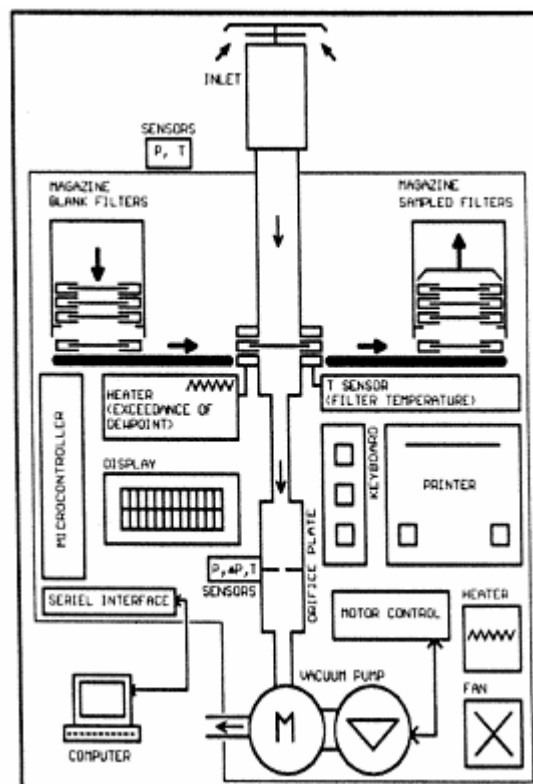 INLET
SENSORS
P, T
MAGAZINE
BLANK FILTERS
MAGAZINE
SAMPLED FILTERS
HEATER
(EXCEEDANCE OF
DEWPOINT)
T SENSOR
(FILTER TEMPERATURE)
MICROCONTROLLER
DISPLAY
KEYBOARD
PRINTER
P,ΔP,T
SENSORS
ORIFICE PLATE
SERIEL INTERFACE
MOTOR CONTROL
HEATER
VACUUM PUMP
M
FAN
COMPUTER